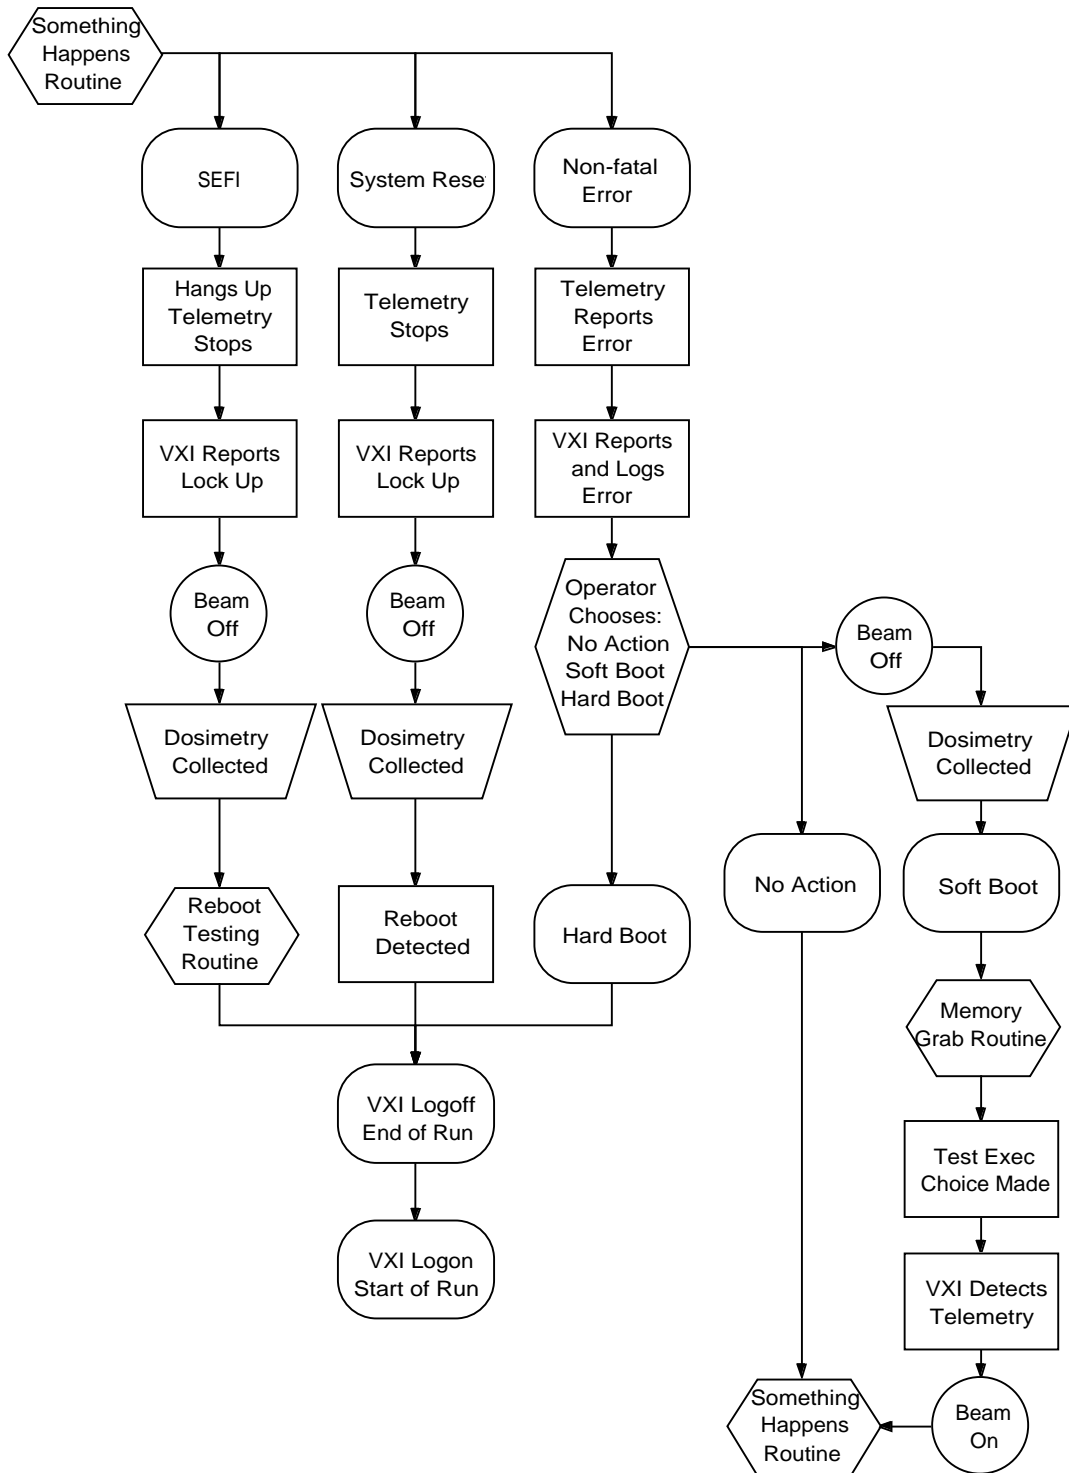 Something
Happens
Routine
SEFI
System Rese
Non-fatal
Error
Hangs Up
Telemetry
Stops
Telemetry
Stops
Telemetry
Reports
Error
VXI Reports
Lock Up
VXI Reports
Lock Up
VXI Reports
and Logs
Error
Beam
Off
Beam
Off
Operator
Chooses:
No Action
Soft Boot
Hard Boot
Beam
Off
Dosimetry
Collected
Dosimetry
Collected
Dosimetry
Collected
Reboot
Testing
Routine
Reboot
Detected
Hard Boot
No Action
Soft Boot
Memory
Grab Routine
VXI Logoff
End of Run
Test Exec
Choice Made
VXI Logon
Start of Run
VXI Detects
Telemetry
Something
Happens
Routine
Beam
On